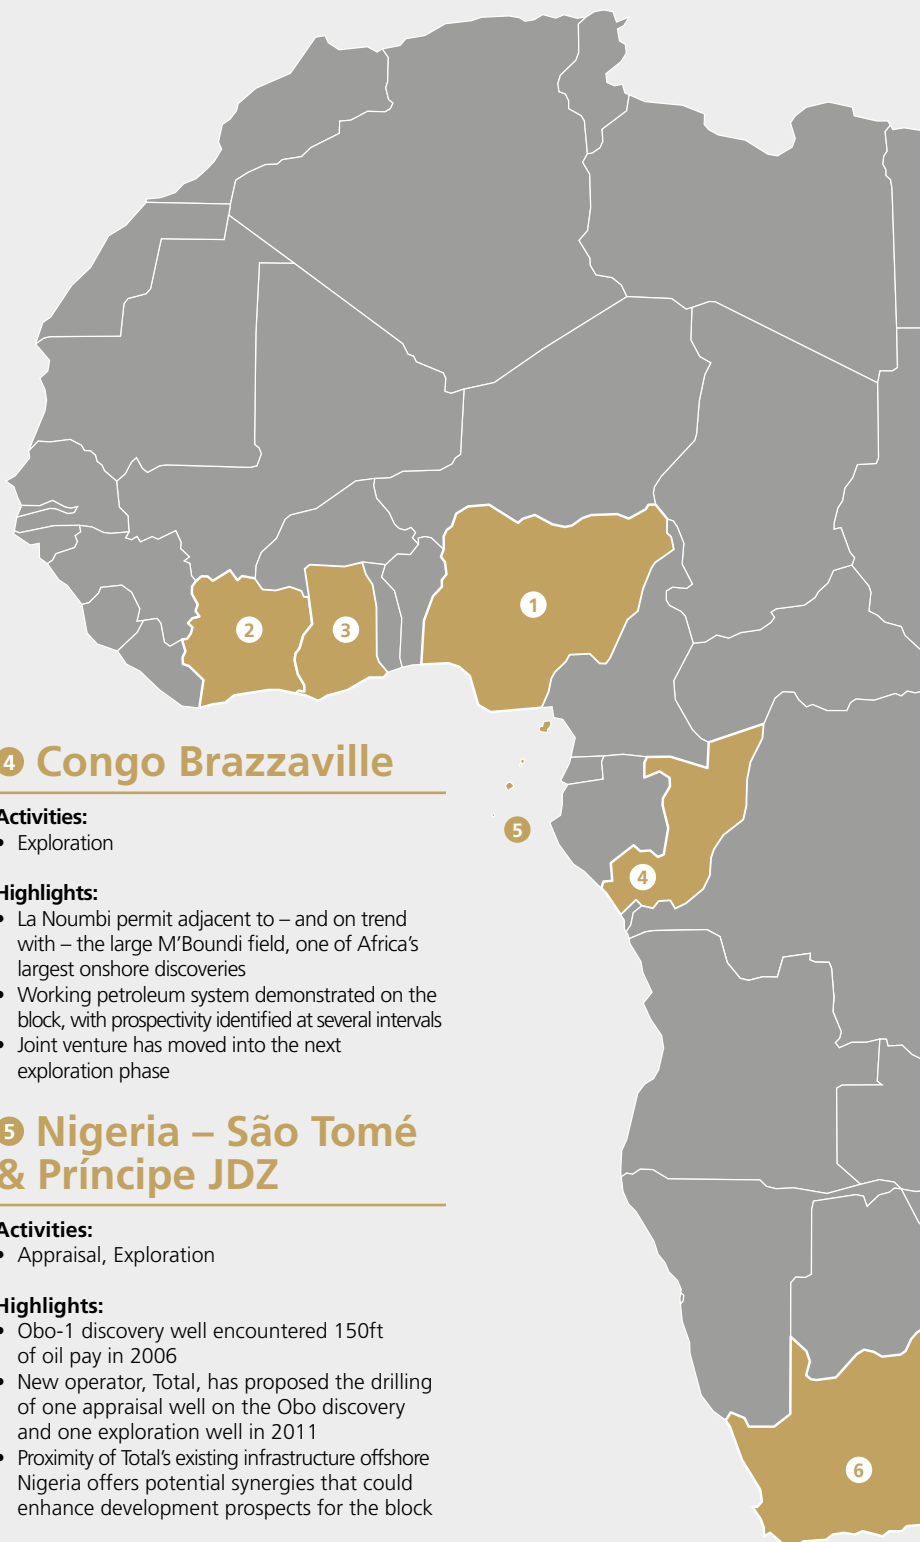 1
2
3
4 Congo Brazzaville
Activities:
• Exploration
Highlights:
• La Noumbi permit adjacent to – and on trend
with – the large M’Boundi field, one of Africa’s
largest onshore discoveries
• Working petroleum system demonstrated on the
block, with prospectivity identified at several intervals
• Joint venture has moved into the next
exploration phase
5 Nigeria – São Tomé
& Príncipe JDZ
Activities:
• Appraisal, Exploration
Highlights:
• Obo-1 discovery well encountered 150ft
of oil pay in 2006
• New operator, Total, has proposed the drilling
of one appraisal well on the Obo discovery
and one exploration well in 2011
• Proximity of Total’s existing infrastructure offshore
Nigeria offers potential synergies that could
enhance development prospects for the block
5
4
6